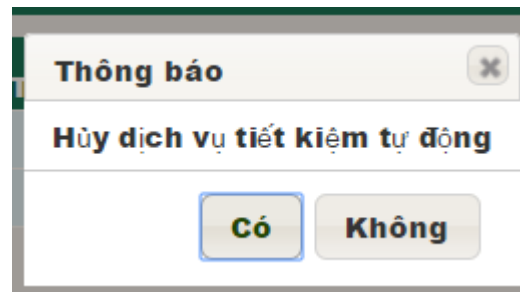 Thông báo
Hủy dịch vụ tiết kiệm tự động
Có
Không